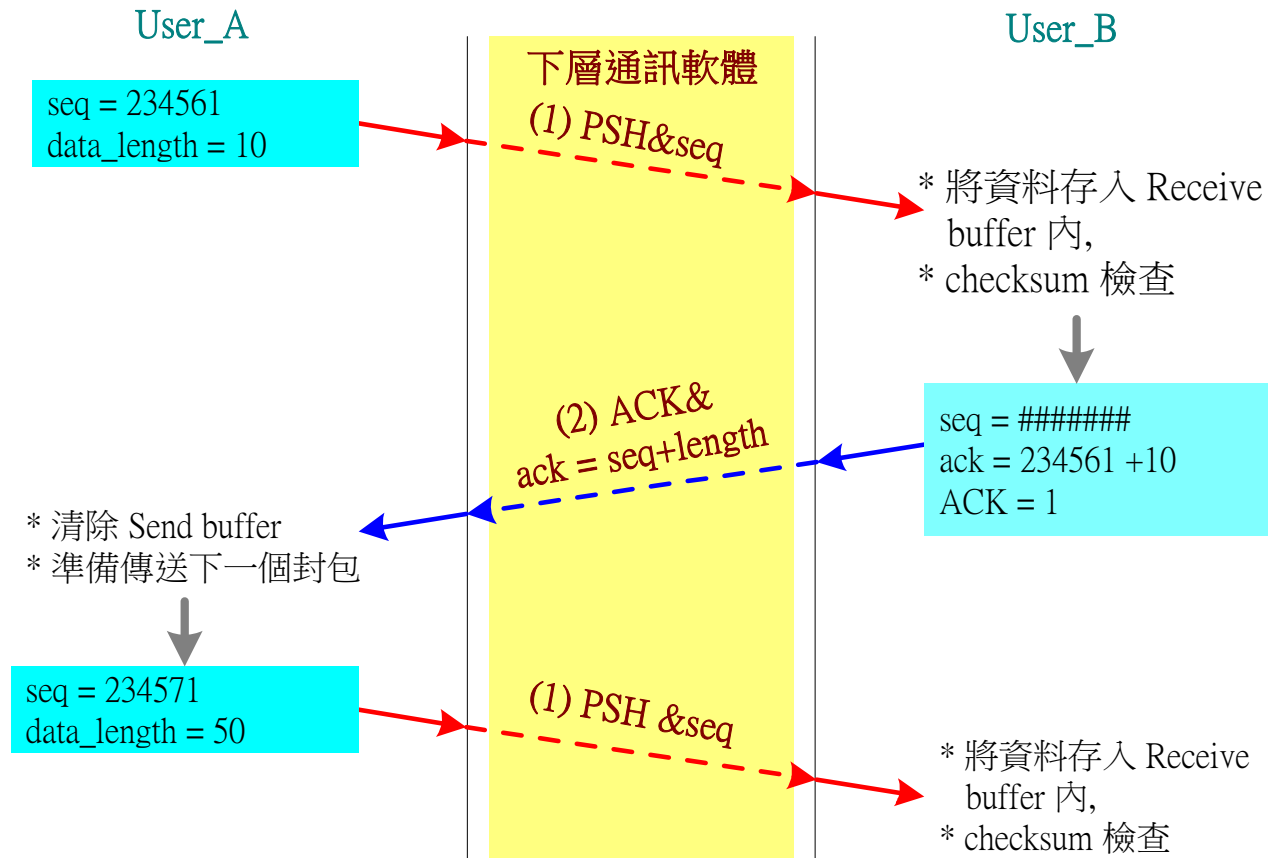 User_A
User_B
下層通訊軟體
seq = 234561
data_length = 10
(1) PSH&seq
* 將資料存入 Receive
buffer 內,
* checksum 檢查
(2) ACK&
ack = seq+length
seq = #######
ack = 234561 +10
ACK = 1
* 清除 Send buffer
* 準備傳送下一個封包
seq = 234571
data_length = 50
(1) PSH &seq
* 將資料存入 Receive
buffer 內,
* checksum 檢查